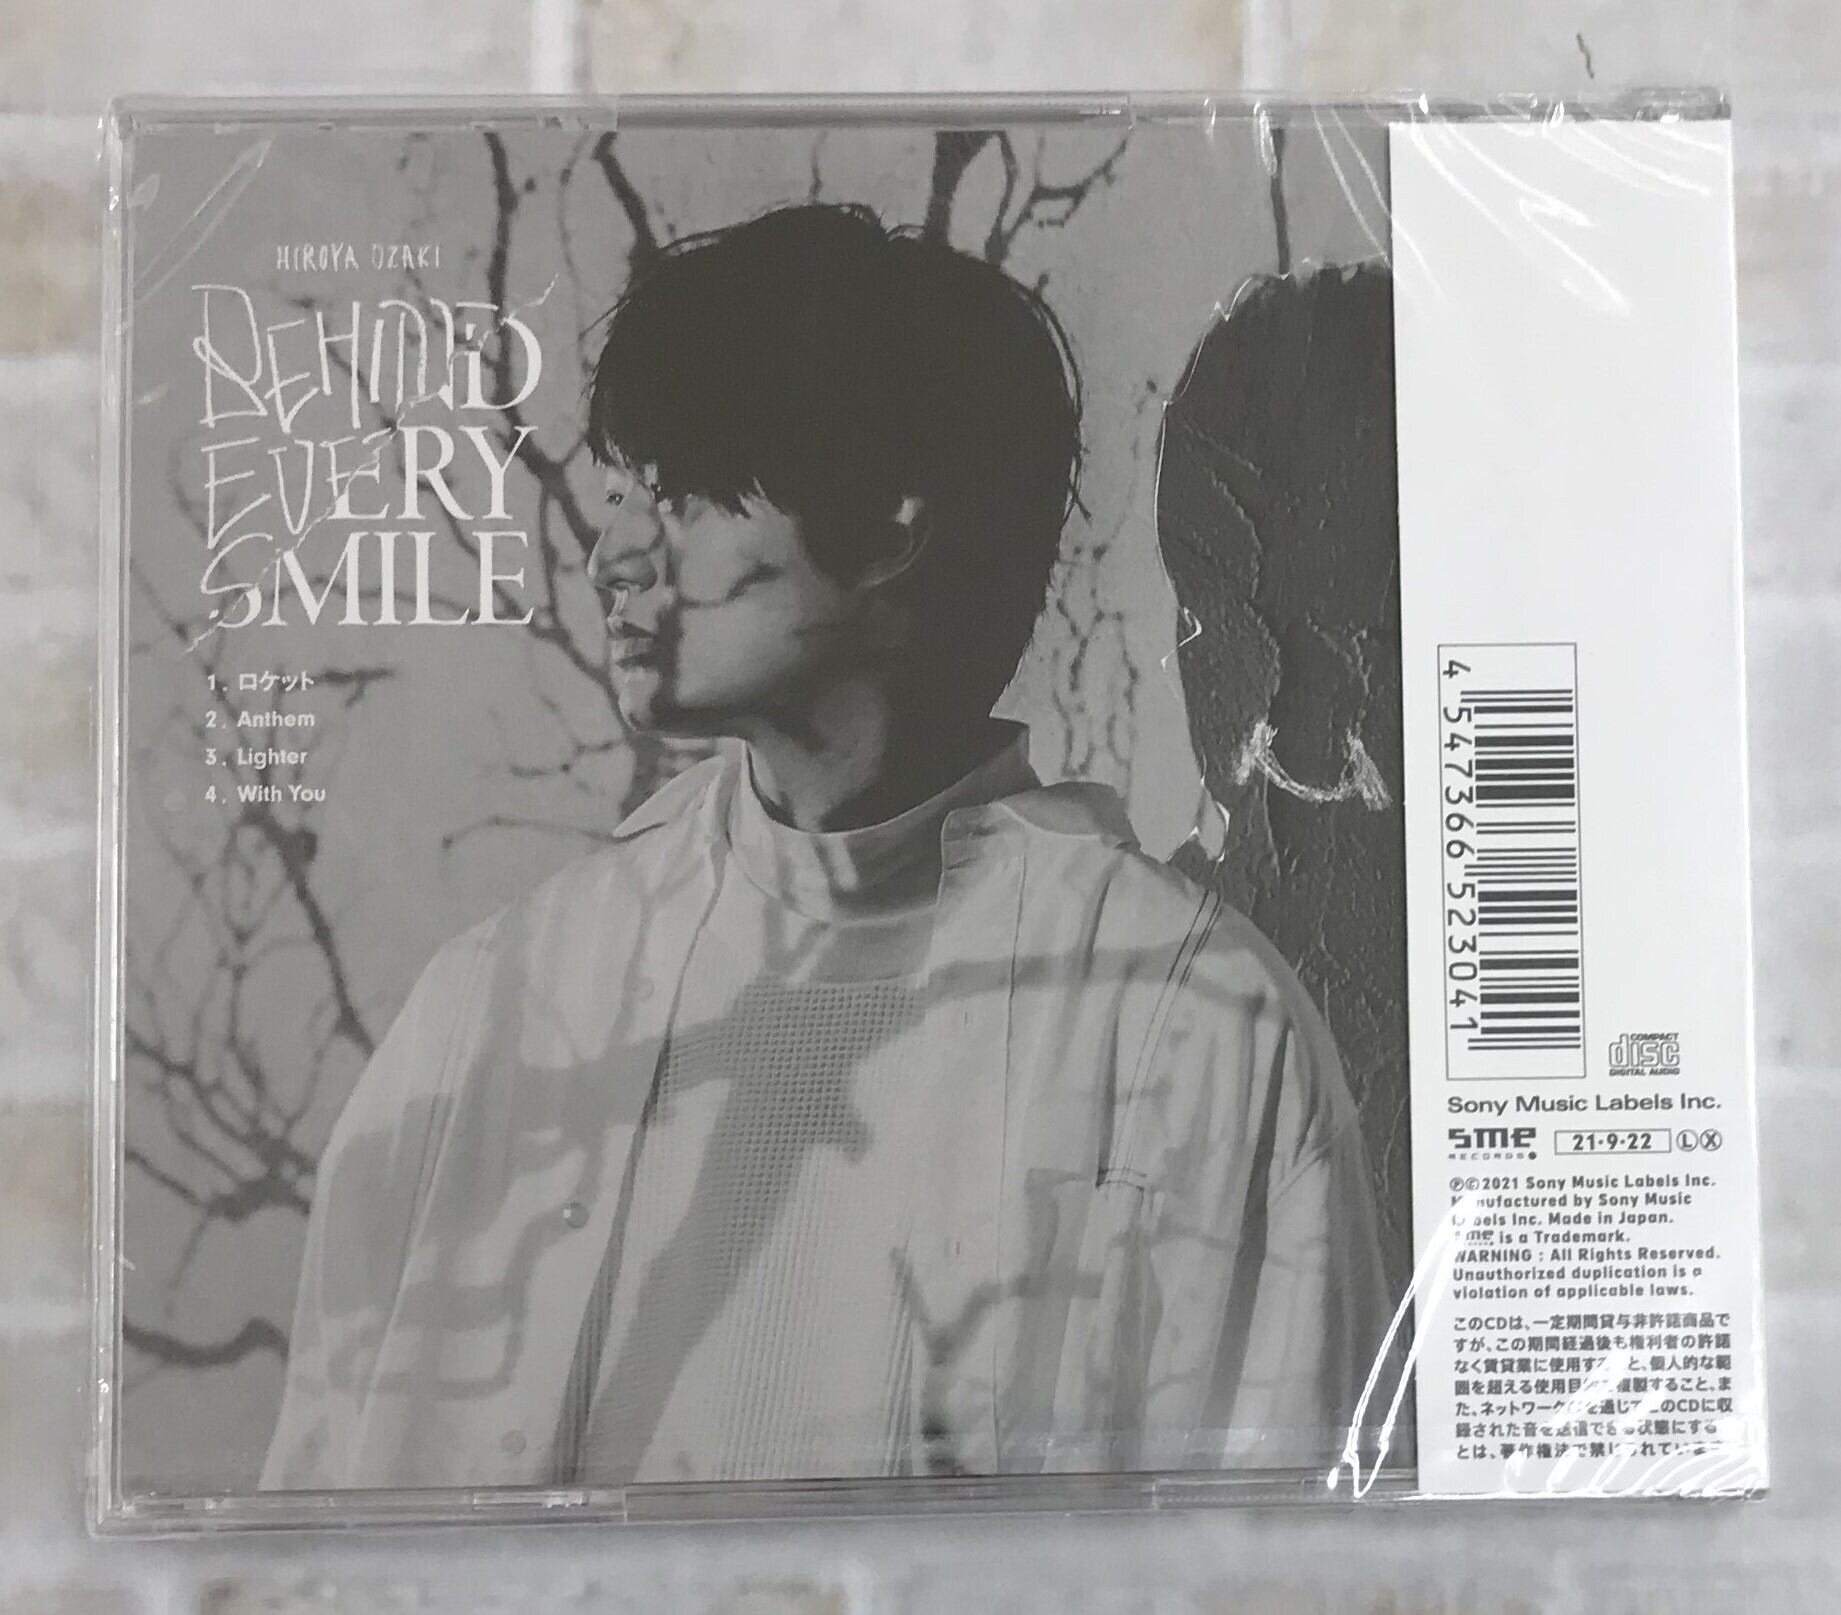 HIROYA OZAKI
BEHIND
EVERY
SMILE
1. ロケット
2. Anthem
3. Lighter
4. With You
4 547366 523041
COMPACT
disc
DIGITAL AUDIO
Sony Music Labels Inc.
sme
RECORDS
21・9・22 Ⓛ Ⓧ
℗©2021 Sony Music Labels Inc.
Manufactured by Sony Music
Labels Inc. Made in Japan.
sme is a Trademark.
WARNING : All Rights Reserved.
Unauthorized duplication is a
violation of applicable laws.
このCDは、一定期間貸与非許諾商品で
すが、この期間経過後も権利者の許諾
なく賃貸業に使用すること、個人的な範
囲を超える使用目的で複製すること、ま
た、ネットワーク等を通じてこのCDに収
録された音を送信できる状態にするこ
とは、著作権法で禁じられています。